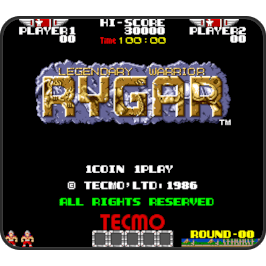 HI-SCORE
PLAYER1 30000 PLAYER2
00 TIME 100:00 00
LEGENDARY WARRIOR
RYGAR
TM
1COIN 1PLAY
© TECMO,LTD: 1986
ALL RIGHTS RESERVED
TECMO
ROUND-00